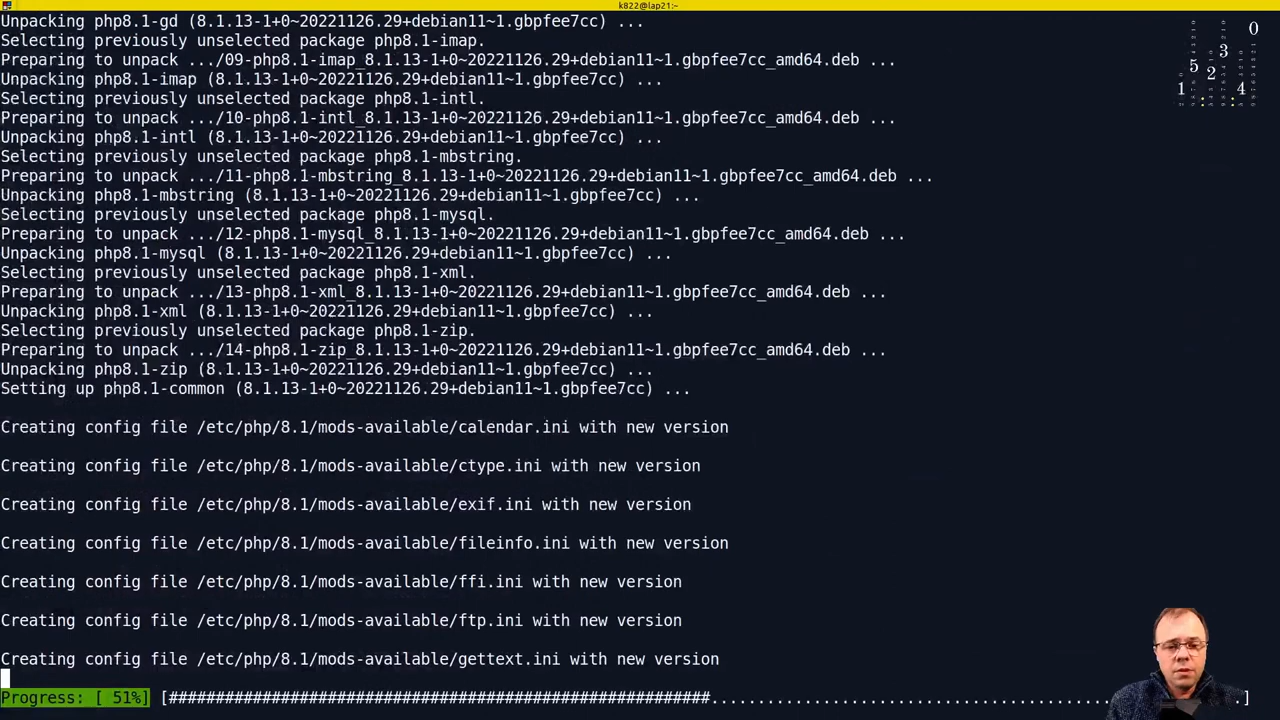 k822@lap21:~
Unpacking php8.1-gd (8.1.13-1+0~20221126.29+debian11~1.gbpfee7cc) ...
Selecting previously unselected package php8.1-imap.
Preparing to unpack .../09-php8.1-imap_8.1.13-1+0~20221126.29+debian11~1.gbpfee7cc_amd64.deb ...
Unpacking php8.1-imap (8.1.13-1+0~20221126.29+debian11~1.gbpfee7cc) ...
Selecting previously unselected package php8.1-intl.
Preparing to unpack .../10-php8.1-intl_8.1.13-1+0~20221126.29+debian11~1.gbpfee7cc_amd64.deb ...
Unpacking php8.1-intl (8.1.13-1+0~20221126.29+debian11~1.gbpfee7cc) ...
Selecting previously unselected package php8.1-mbstring.
Preparing to unpack .../11-php8.1-mbstring_8.1.13-1+0~20221126.29+debian11~1.gbpfee7cc_amd64.deb ...
Unpacking php8.1-mbstring (8.1.13-1+0~20221126.29+debian11~1.gbpfee7cc) ...
Selecting previously unselected package php8.1-mysql.
Preparing to unpack .../12-php8.1-mysql_8.1.13-1+0~20221126.29+debian11~1.gbpfee7cc_amd64.deb ...
Unpacking php8.1-mysql (8.1.13-1+0~20221126.29+debian11~1.gbpfee7cc) ...
Selecting previously unselected package php8.1-xml.
Preparing to unpack .../13-php8.1-xml_8.1.13-1+0~20221126.29+debian11~1.gbpfee7cc_amd64.deb ...
Unpacking php8.1-xml (8.1.13-1+0~20221126.29+debian11~1.gbpfee7cc) ...
Selecting previously unselected package php8.1-zip.
Preparing to unpack .../14-php8.1-zip_8.1.13-1+0~20221126.29+debian11~1.gbpfee7cc_amd64.deb ...
Unpacking php8.1-zip (8.1.13-1+0~20221126.29+debian11~1.gbpfee7cc) ...
Setting up php8.1-common (8.1.13-1+0~20221126.29+debian11~1.gbpfee7cc) ...
Creating config file /etc/php/8.1/mods-available/calendar.ini with new version
Creating config file /etc/php/8.1/mods-available/ctype.ini with new version
Creating config file /etc/php/8.1/mods-available/exif.ini with new version
Creating config file /etc/php/8.1/mods-available/fileinfo.ini with new version
Creating config file /etc/php/8.1/mods-available/ffi.ini with new version
Creating config file /etc/php/8.1/mods-available/ftp.ini with new version
Creating config file /etc/php/8.1/mods-available/gettext.ini with new version
Progress: [ 51%]
0
3
5
2
1
4